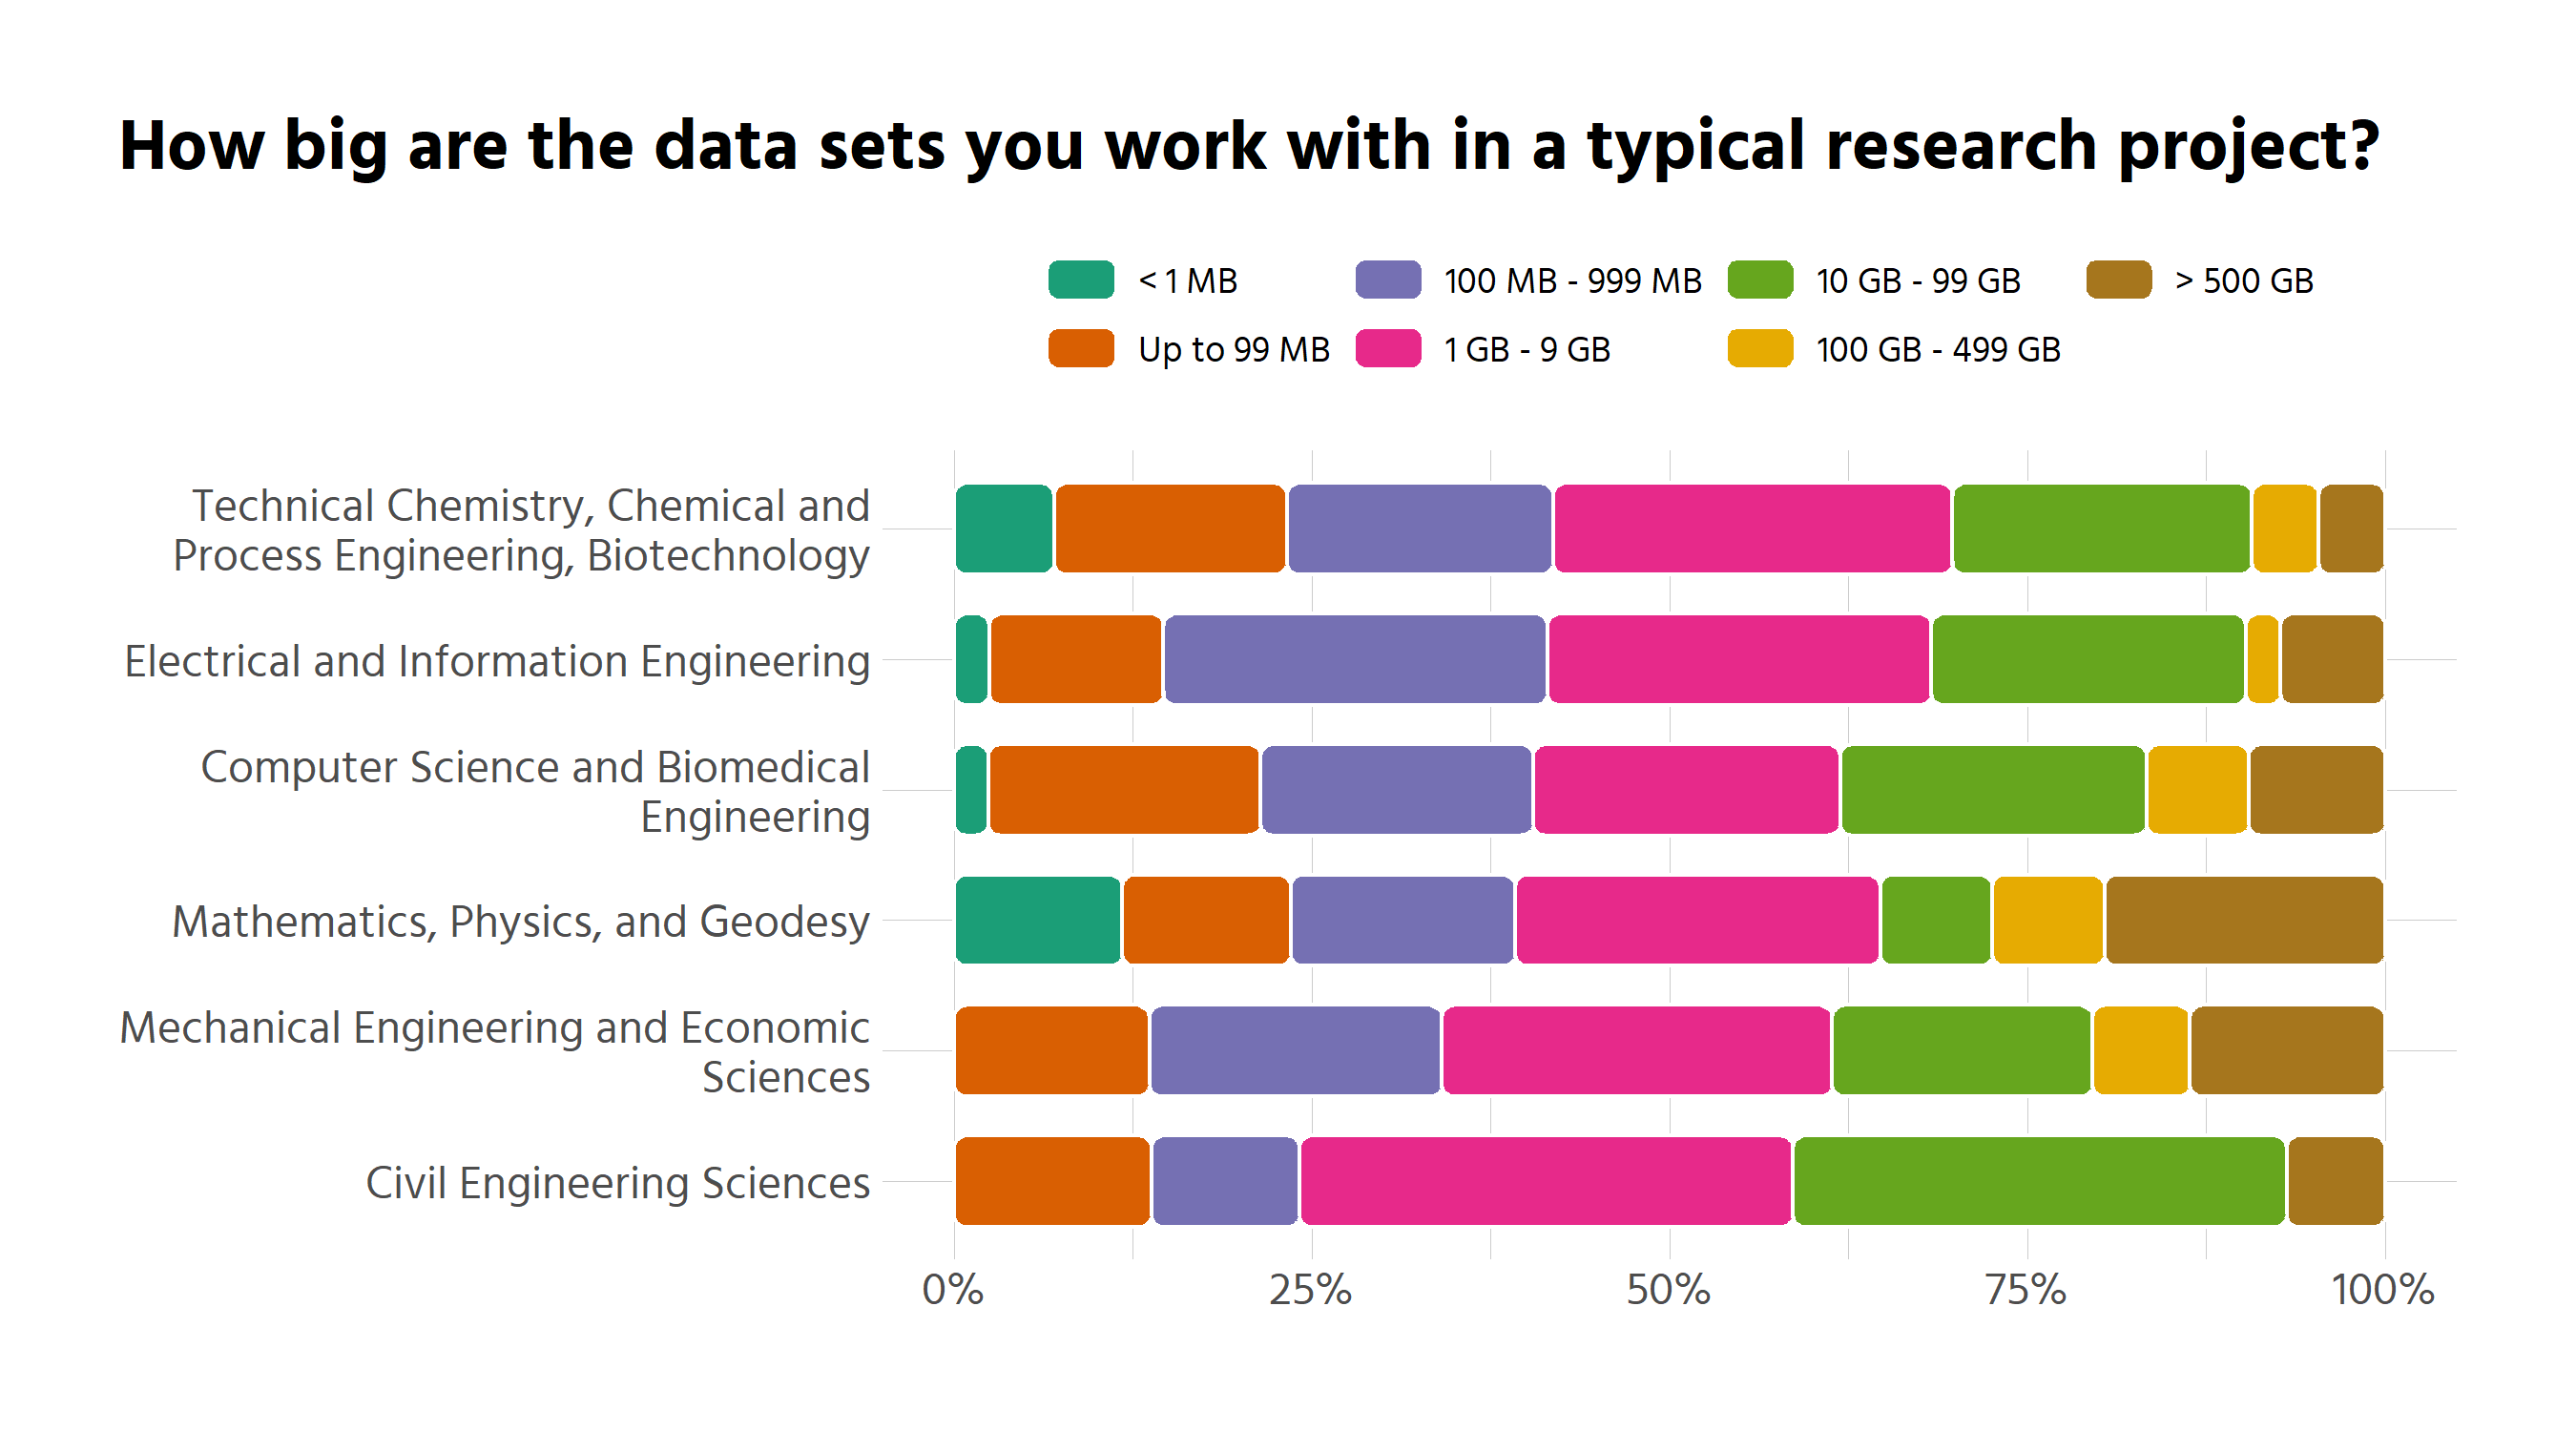 How big are the data sets you work with in a typical research project?
< 1 MB
100 MB - 999 MB
10 GB - 99 GB
> 500 GB
Up to 99 MB
1 GB - 9 GB
100 GB - 499 GB
Technical Chemistry, Chemical and
Process Engineering, Biotechnology
Electrical and Information Engineering
Computer Science and Biomedical
Engineering
Mathematics, Physics, and Geodesy
Mechanical Engineering and Economic
Sciences
Civil Engineering Sciences
0%
25%
50%
75%
100%